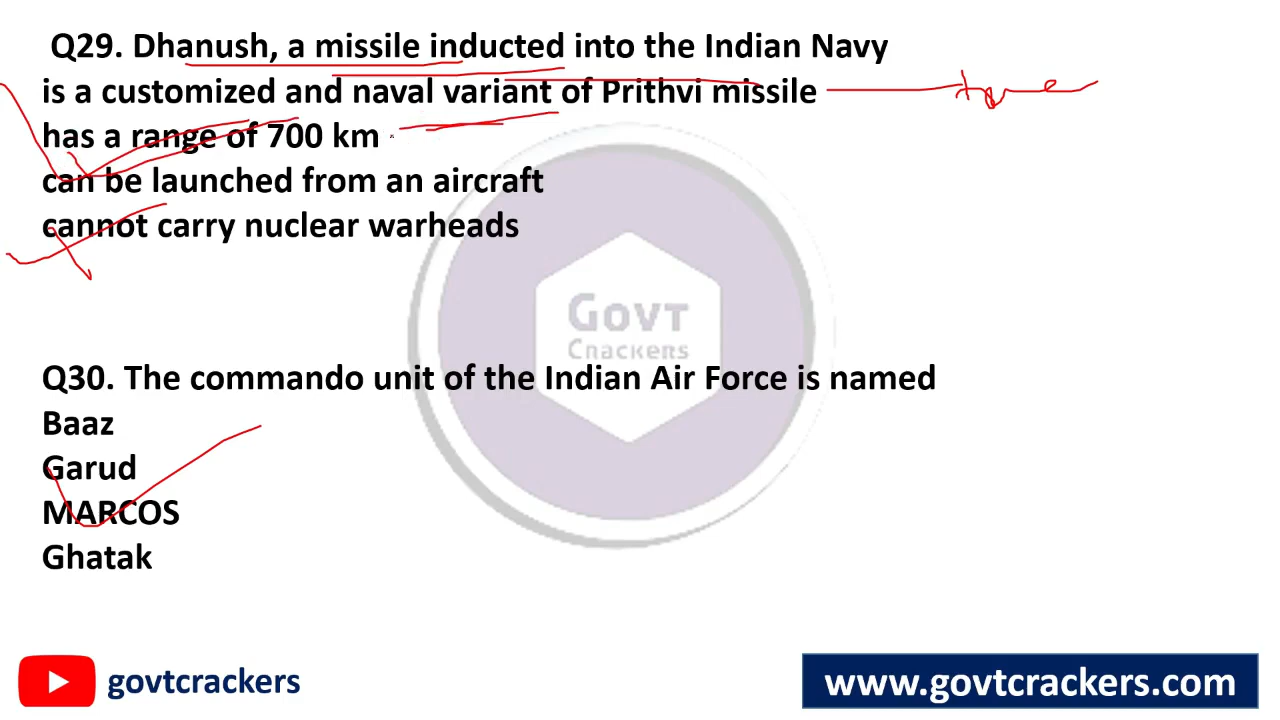 Q29. Dhanush, a missile inducted into the Indian Navy
is a customized and naval variant of Prithvi missile
true
has a range of 700 km
can be launched from an aircraft
cannot carry nuclear warheads
GOVT
CRACKERS
Q30. The commando unit of the Indian Air Force is named
Baaz
Garud
MARCOS
Ghatak
govtcrackers
www.govtcrackers.com